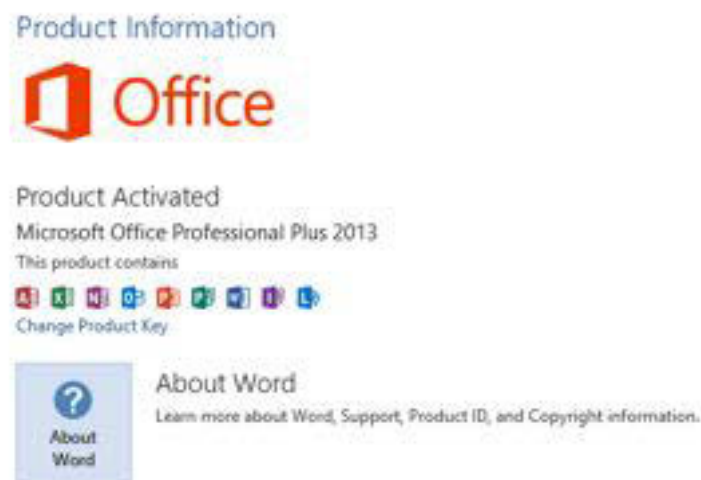 Product Information
Office
Product Activated
Microsoft Office Professional Plus 2013
This product contains
Change Product Key
About Word
Learn more about Word, Support, Product ID, and Copyright information.
About
Word